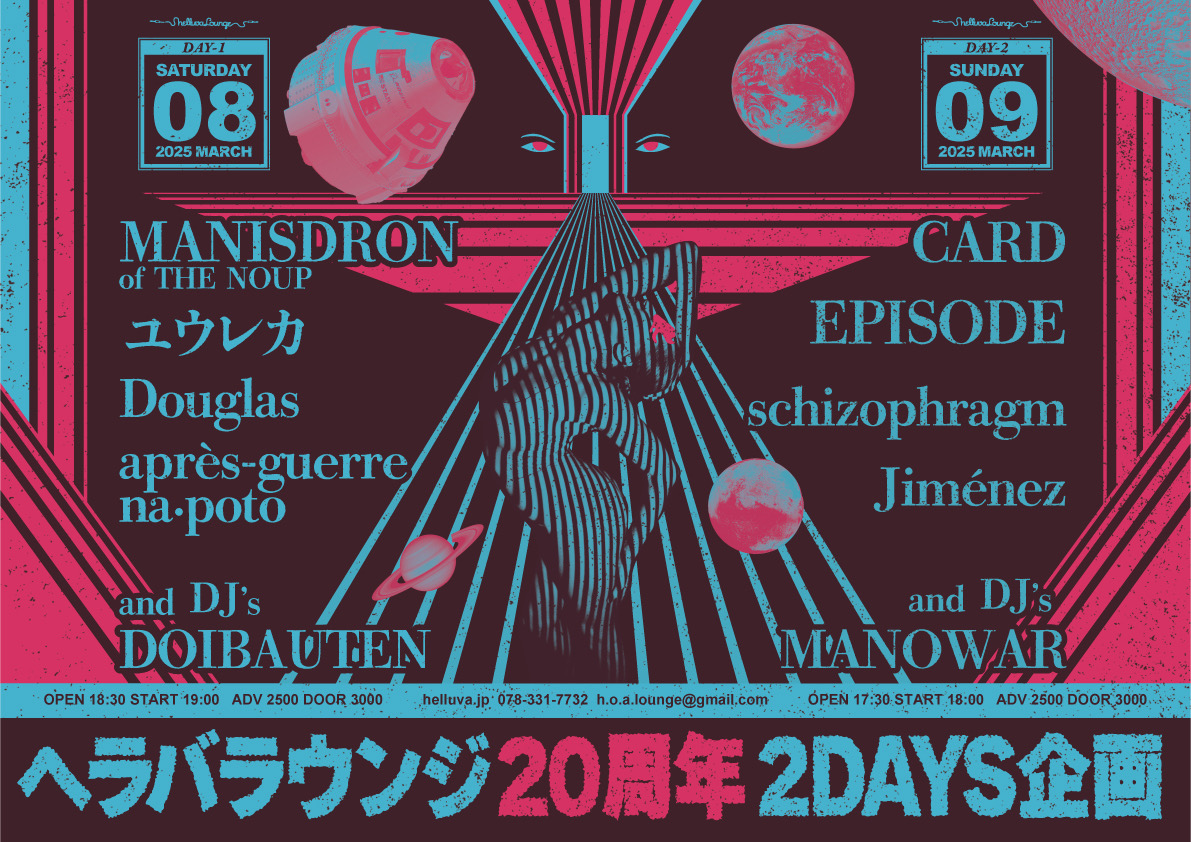 Helluva Lounge
DAY-1
SATURDAY
08
2025 MARCH
MANISDRON
of THE NOUP
ユウレカ
Douglas
après-guerre
na・poto
and DJ's
DOIBAUTEN
Helluva Lounge
DAY-2
SUNDAY
09
2025 MARCH
CARD
EPISODE
schizophragm
Jiménez
and DJ's
MANOWAR
OPEN 18:30 START 19:00 ADV 2500 DOOR 3000
helluva.jp 078-331-7732 h.o.a.lounge@gmail.com
OPEN 17:30 START 18:00 ADV 2500 DOOR 3000
ヘラバラウンジ20周年 2DAYS企画